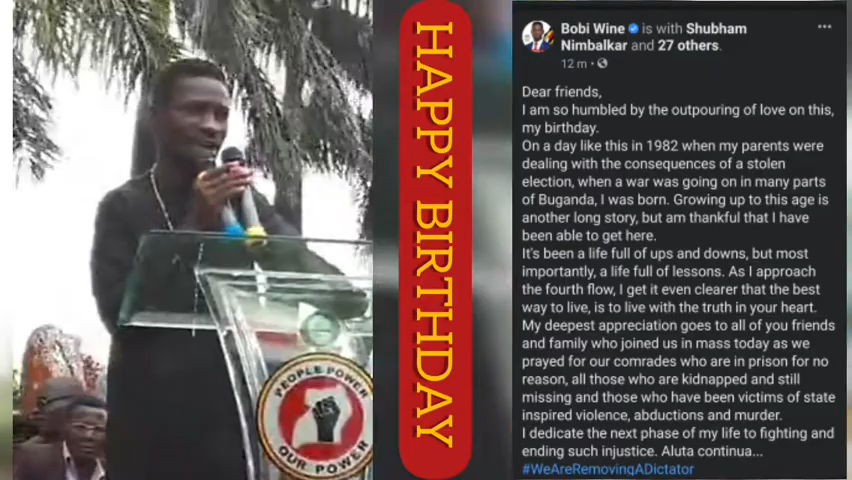 PEOPLE POWER
OUR POWER
HAPPY BIRTHDAY
Bobi Wine is with Shubham
Nimbalkar and 27 others.
12 m •
Dear friends,
I am so humbled by the outpouring of love on this,
my birthday.
On a day like this in 1982 when my parents were
dealing with the consequences of a stolen
election, when a war was going on in many parts
of Buganda, I was born. Growing up to this age is
another long story, but am thankful that I have
been able to get here.
It's been a life full of ups and downs, but most
importantly, a life full of lessons. As I approach
the fourth flow, I get it even clearer that the best
way to live, is to live with the truth in your heart.
My deepest appreciation goes to all of you friends
and family who joined us in mass today as we
prayed for our comrades who are in prison for no
reason, all those who are kidnapped and still
missing and those who have been victims of state
inspired violence, abductions and murder.
I dedicate the next phase of my life to fighting and
ending such injustice. Aluta continua...
#WeAreRemovingADictator